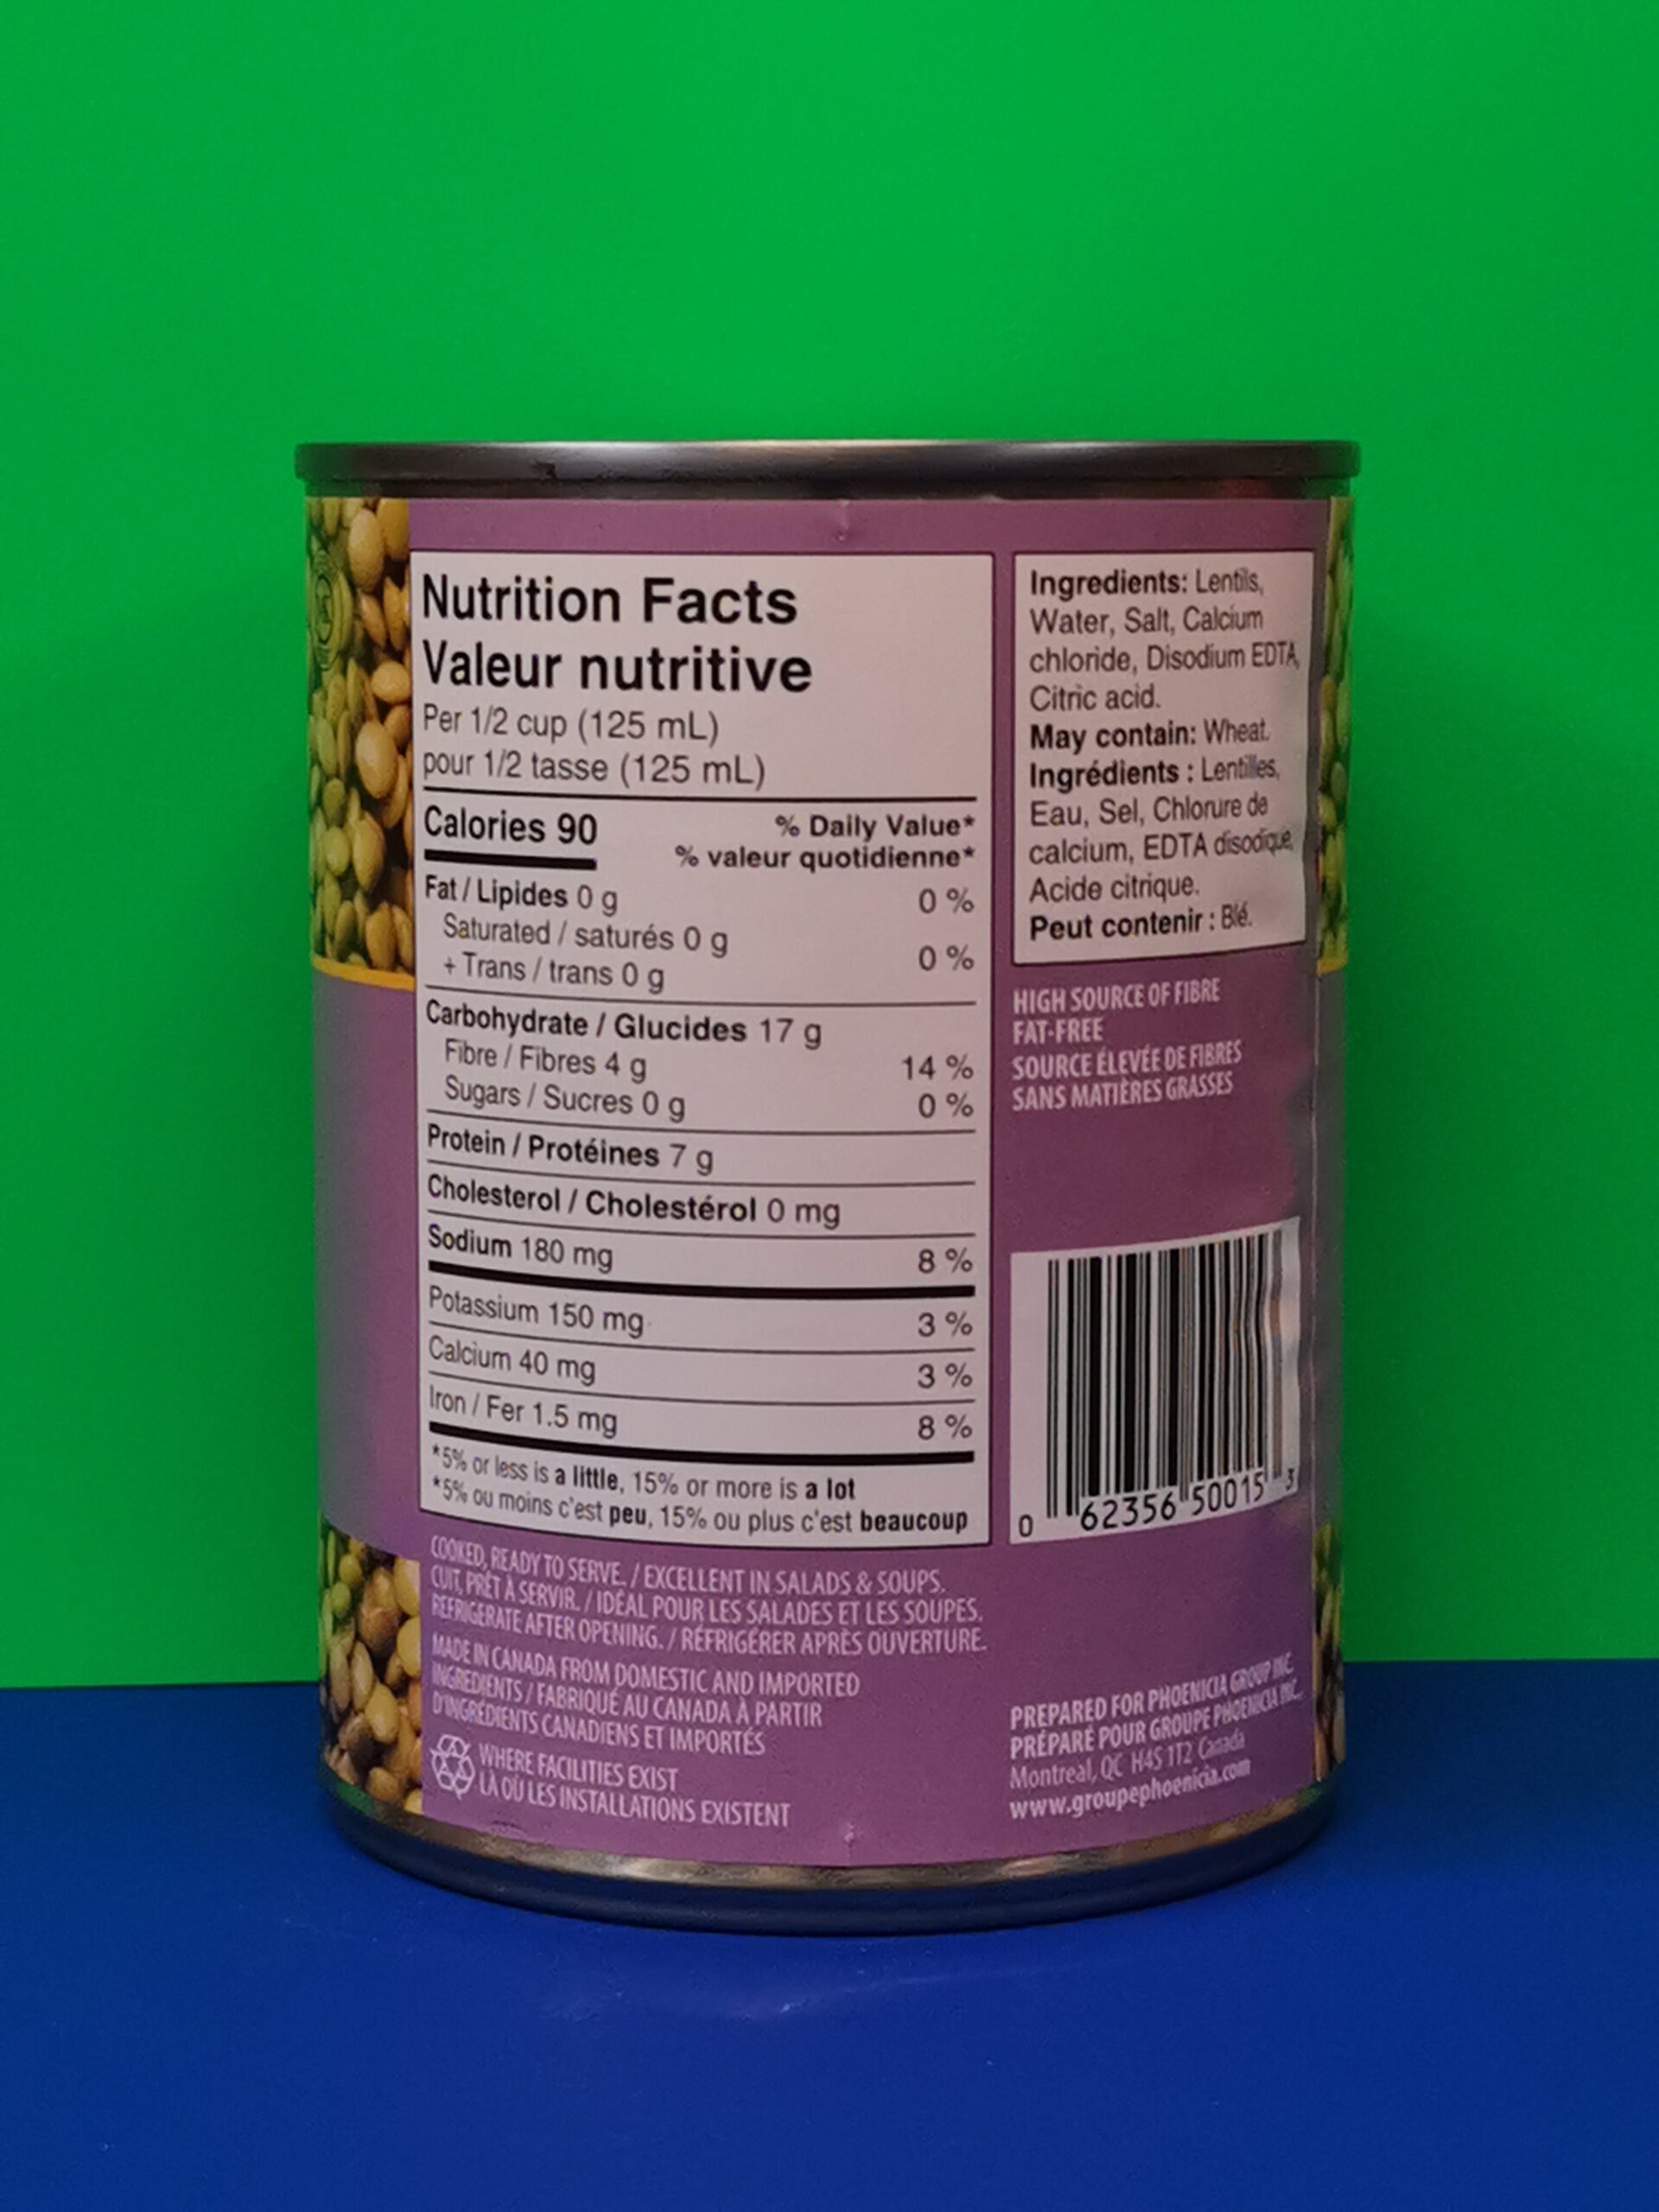 Nutrition Facts
Valeur nutritive
Per 1/2 cup (125 mL)
pour 1/2 tasse (125 mL)
Calories 90
% Daily Value*
% valeur quotidienne*
Fat / Lipides 0 g 0 %
Saturated / saturés 0 g
+ Trans / trans 0 g 0 %
Carbohydrate / Glucides 17 g
Fibre / Fibres 4 g 14 %
Sugars / Sucres 0 g 0 %
Protein / Protéines 7 g
Cholesterol / Cholestérol 0 mg
Sodium 180 mg 8 %
Potassium 150 mg 3 %
Calcium 40 mg 3 %
Iron / Fer 1.5 mg 8 %
*5% or less is a little, 15% or more is a lot
*5% ou moins c'est peu, 15% ou plus c'est beaucoup
COOKED, READY TO SERVE. / EXCELLENT IN SALADS & SOUPS.
CUIT, PRÊT À SERVIR. / IDÉAL POUR LES SALADES ET LES SOUPES.
REFRIGERATE AFTER OPENING. / RÉFRIGÉRER APRÈS OUVERTURE.
MADE IN CANADA FROM DOMESTIC AND IMPORTED
INGREDIENTS / FABRIQUÉ AU CANADA À PARTIR
D'INGRÉDIENTS CANADIENS ET IMPORTÉS
WHERE FACILITIES EXIST
LÀ OÙ LES INSTALLATIONS EXISTENT
Ingredients: Lentils,
Water, Salt, Calcium
chloride, Disodium EDTA,
Citric acid.
May contain: Wheat.
Ingrédients : Lentilles,
Eau, Sel, Chlorure de
calcium, EDTA disodique,
Acide citrique.
Peut contenir : Blé.
HIGH SOURCE OF FIBRE
FAT-FREE
SOURCE ÉLEVÉE DE FIBRES
SANS MATIÈRES GRASSES
0 62356 50015 3
PREPARED FOR PHOENICIA GROUP INC.
PRÉPARÉ POUR GROUPE PHOENICIA INC.
Montreal, QC H4S 1T2 Canada
www.groupephoenicia.com